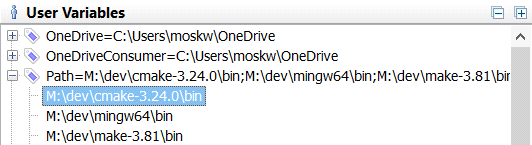 User Variables
OneDrive=C:\Users\moskw\OneDrive
OneDriveConsumer=C:\Users\moskw\OneDrive
Path=M:\dev\cmake-3.24.0\bin;M:\dev\mingw64\bin;M:\dev\make-3.81\bin
M:\dev\cmake-3.24.0\bin
M:\dev\mingw64\bin
M:\dev\make-3.81\bin